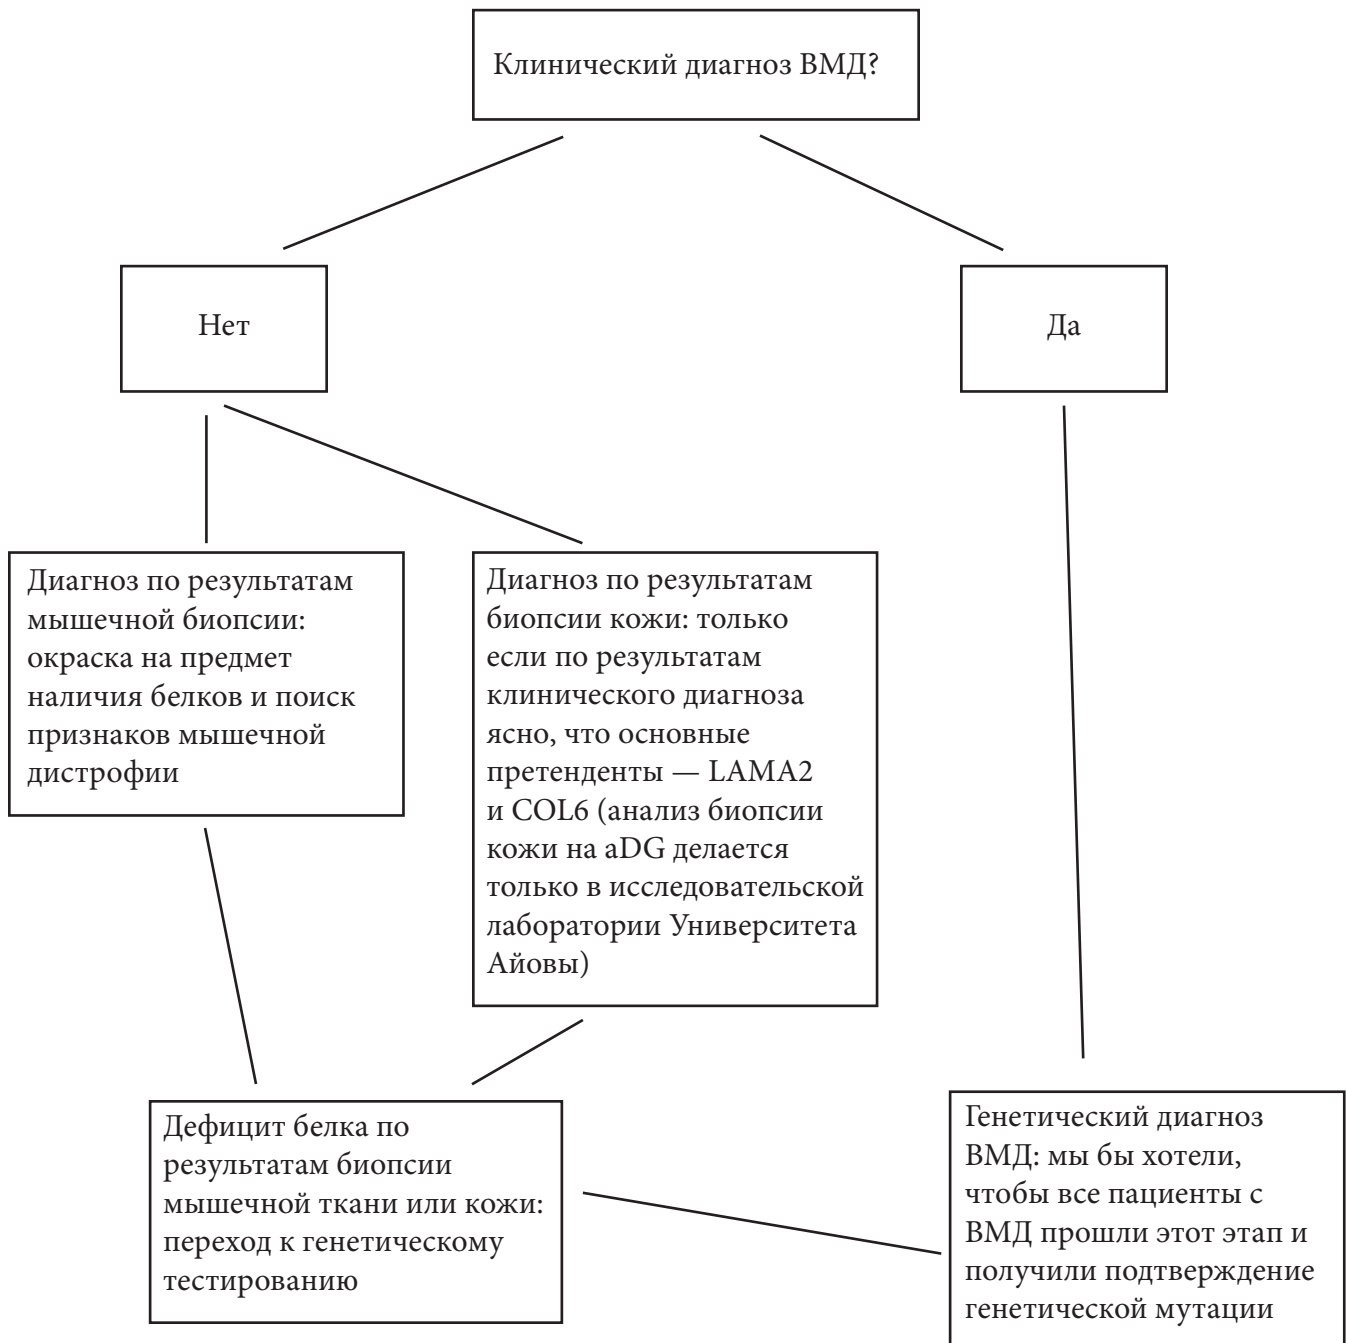 Клинический диагноз ВМД?
Нет
Да
Диагноз по результатам
мышечной биопсии:
окраска на предмет
наличия белков и поиск
признаков мышечной
дистрофии
Диагноз по результатам
биопсии кожи: только
если по результатам
клинического диагноза
ясно, что основные
претенденты — LAMA2
и COL6 (анализ биопсии
кожи на aDG делается
только в исследовательской
лаборатории Университета
Айовы)
Дефицит белка по
результатам биопсии
мышечной ткани или кожи:
переход к генетическому
тестированию
Генетический диагноз
ВМД: мы бы хотели,
чтобы все пациенты с
ВМД прошли этот этап и
получили подтверждение
генетической мутации